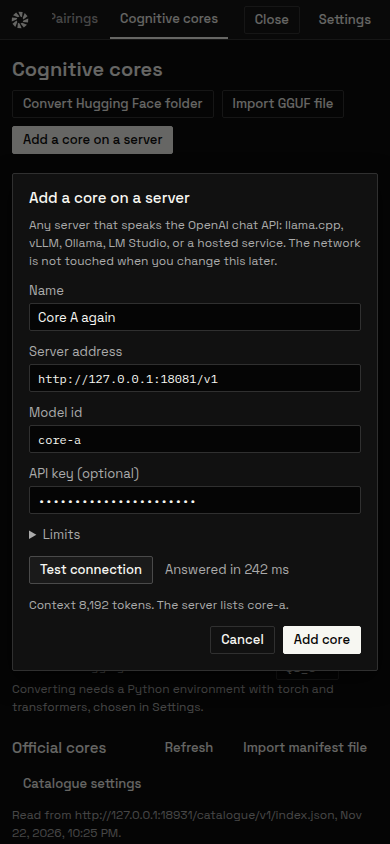 Pairings
Cognitive cores
Close
Settings
Cognitive cores
Convert Hugging Face folder
Import GGUF file
Add a core on a server
Add a core on a server
Any server that speaks the OpenAI chat API: llama.cpp,
vLLM, Ollama, LM Studio, or a hosted service. The network
is not touched when you change this later.
Name
Core A again
Server address
http://127.0.0.1:18081/v1
Model id
core-a
API key (optional)
••••••••••••••••••••••
Limits
Test connection
Answered in 242 ms
Context 8,192 tokens. The server lists core-a.
Cancel
Add core
Converting needs a Python environment with torch and
transformers, chosen in Settings.
Official cores
Refresh
Import manifest file
Catalogue settings
Read from http://127.0.0.1:18931/catalogue/v1/index.json, Nov
22, 2026, 10:25 PM.